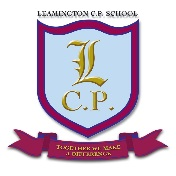 LEAMINGTON C.P. SCHOOL
L
C.P.
TOGETHER WE MAKE
A DIFFERENCE